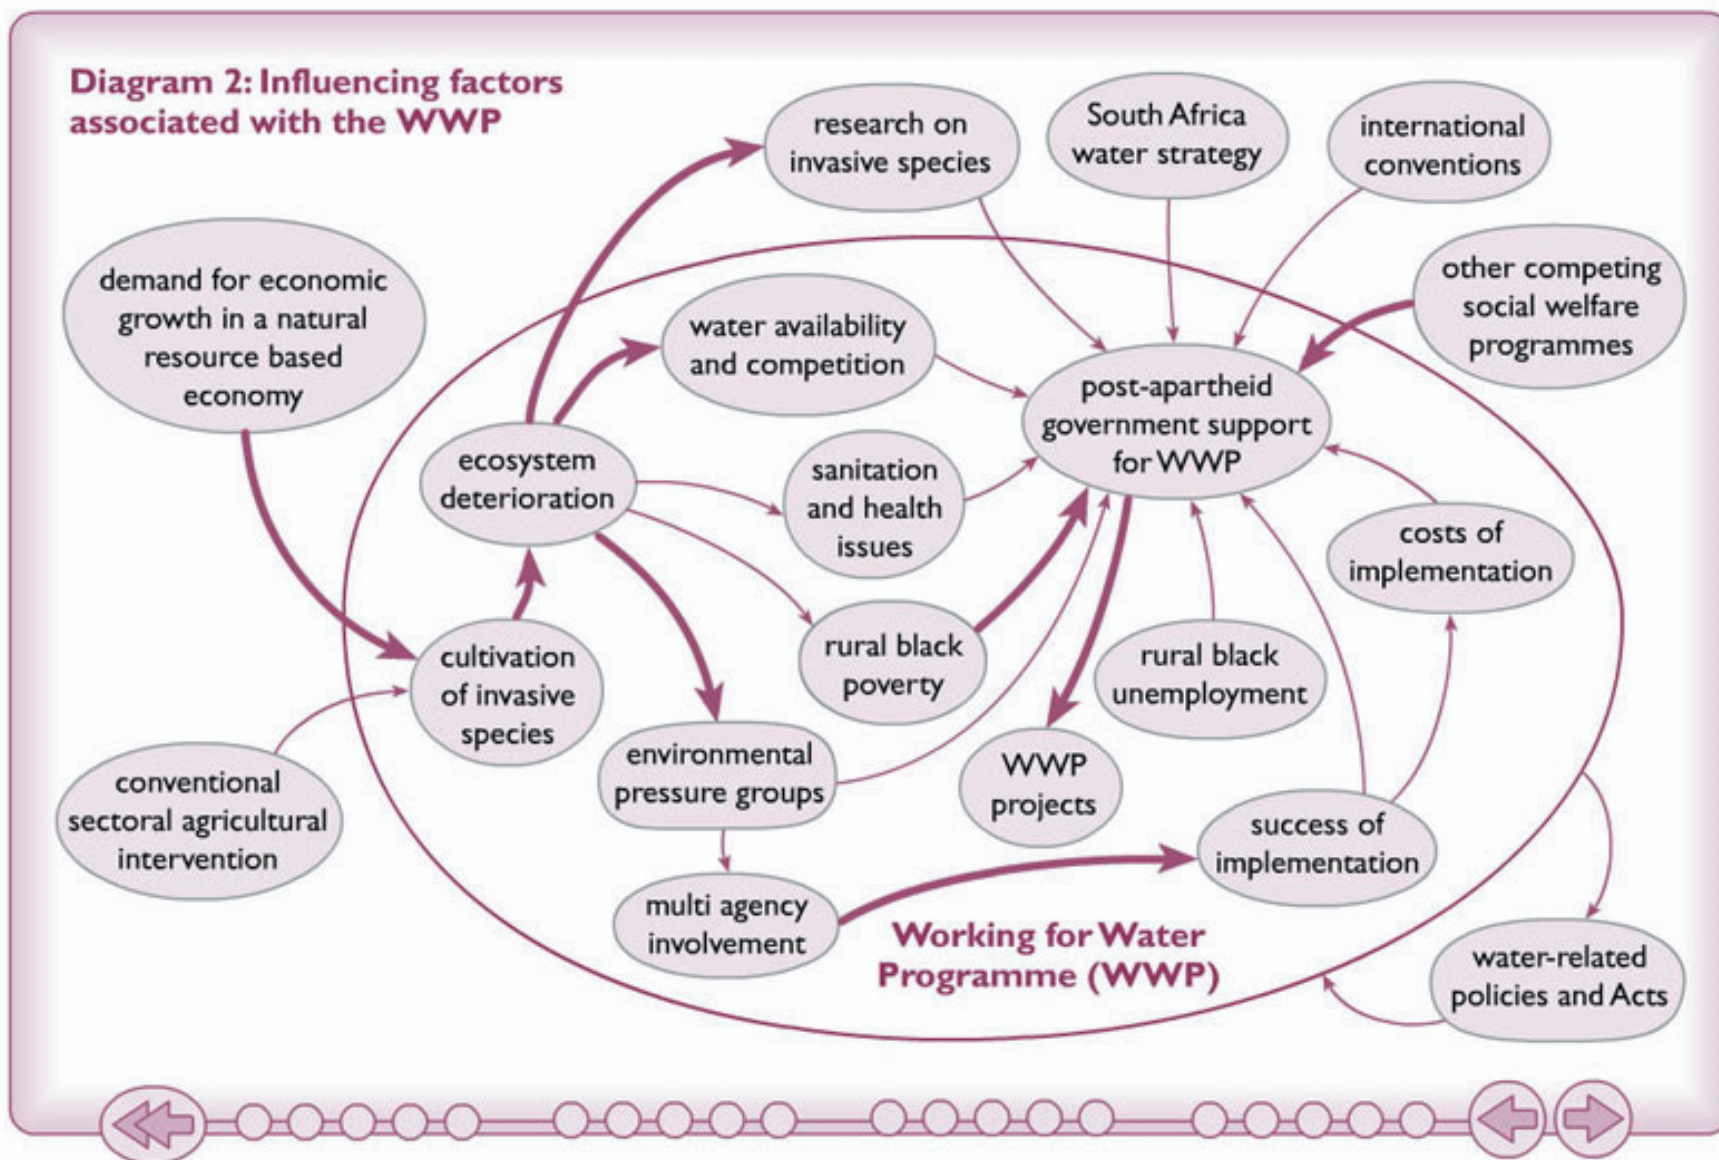 Diagram 2: Influencing factors
associated with the WWP
research on
invasive species
South Africa
water strategy
international
conventions
demand for economic
growth in a natural
resource based
economy
other competing
social welfare
programmes
water availability
and competition
post-apartheid
government support
for WWP
ecosystem
deterioration
sanitation
and health
issues
costs of
implementation
cultivation
of invasive
species
rural black
poverty
rural black
unemployment
conventional
sectoral agricultural
intervention
environmental
pressure groups
WWP
projects
success of
implementation
multi agency
involvement
Working for Water
Programme (WWP)
water-related
policies and Acts